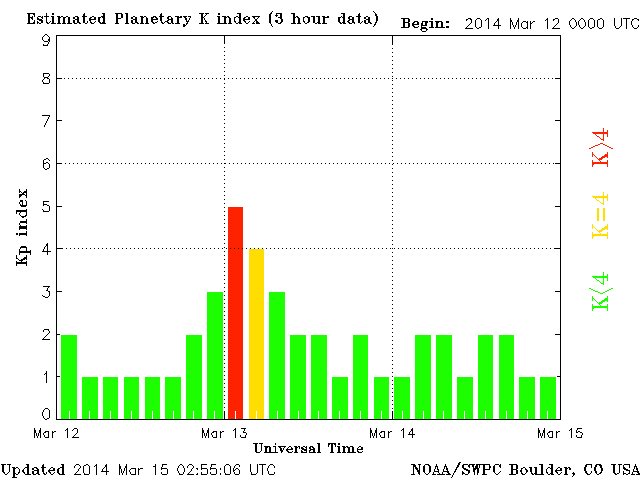 Estimated Planetary K index (3 hour data)
Begin: 2014 Mar 12 0000 UTC
9
8
7
6
5
4
3
2
1
0
Kp index
K>4
K=4
K<4
Mar 12
Mar 13
Mar 14
Mar 15
Universal Time
Updated 2014 Mar 15 02:55:06 UTC
NOAA/SWPC Boulder, CO USA